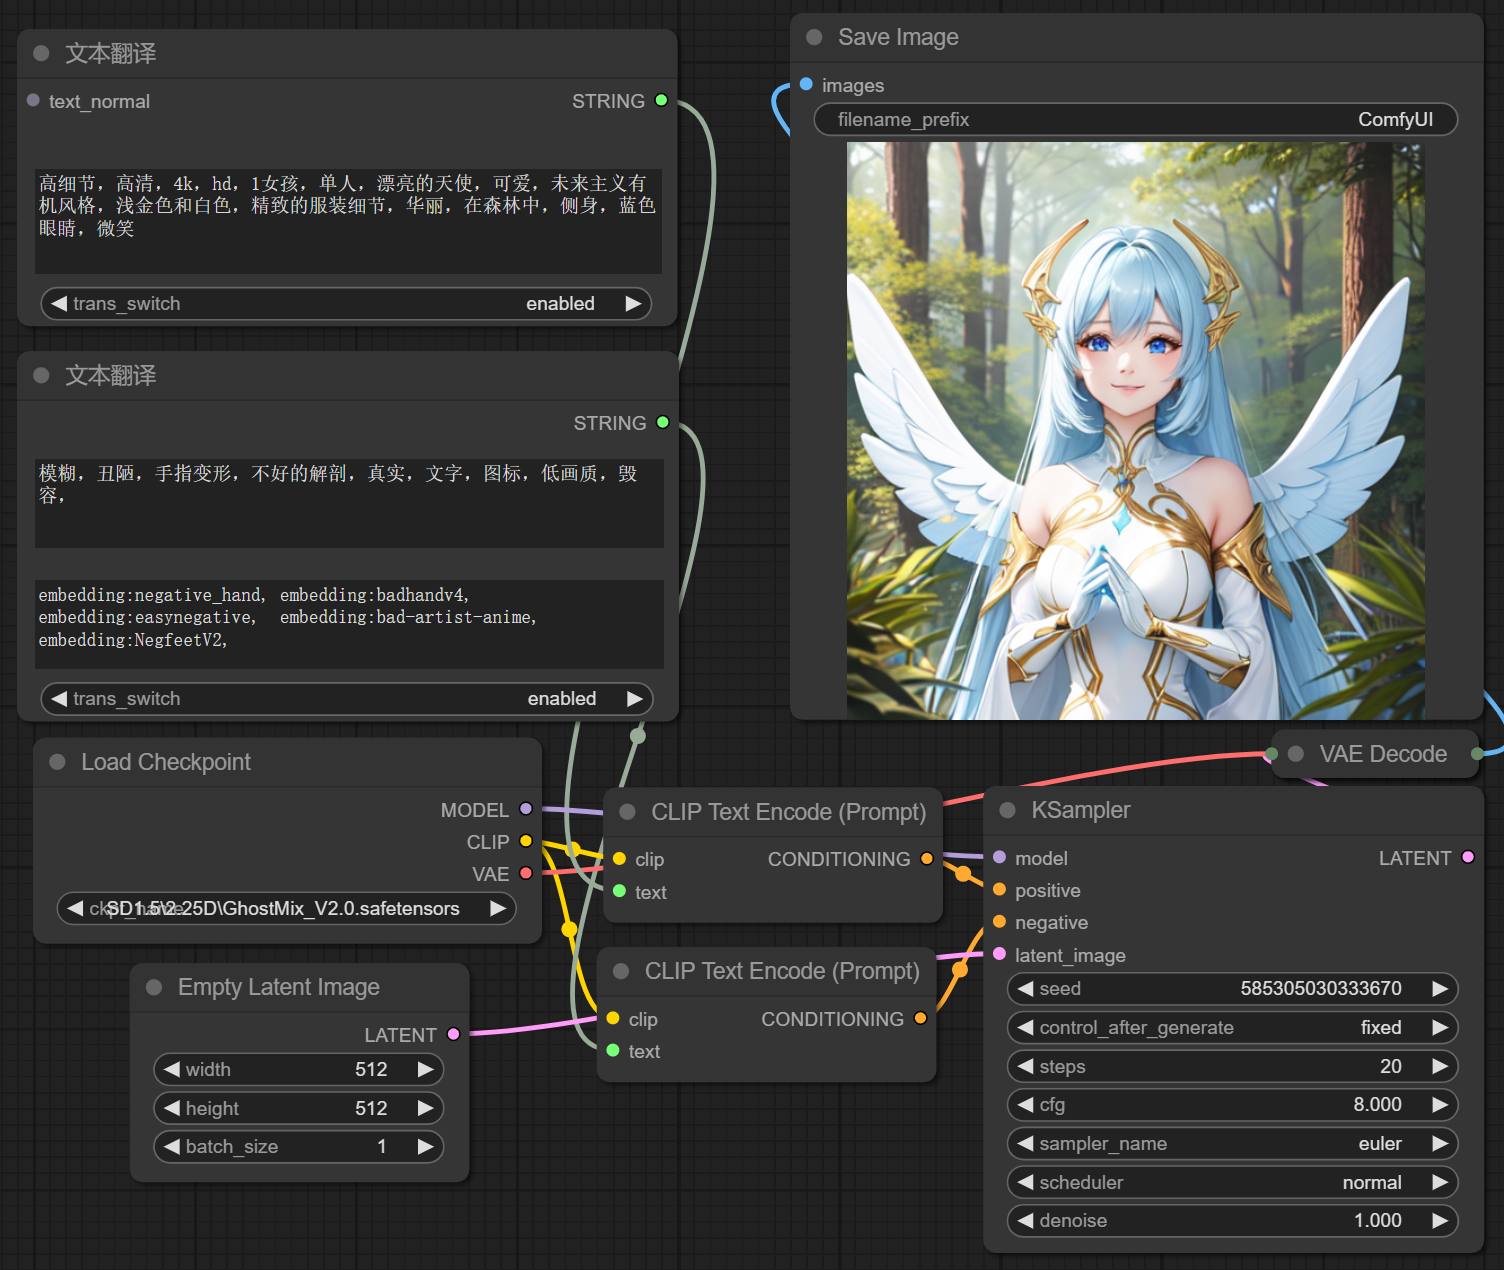 文本翻译
text_normal
STRING
高细节，高清，4k，hd，1女孩，单人，漂亮的天使，可爱，未来主义有
机风格，浅金色和白色，精致的服装细节，华丽，在森林中，侧身，蓝色
眼睛，微笑
trans_switch
enabled
文本翻译
STRING
模糊，丑陋，手指变形，不好的解剖，真实，文字，图标，低画质，毁
容，
embedding:negative_hand, embedding:badhandv4,
embedding:easynegative,  embedding:bad-artist-anime,
embedding:NegfeetV2,
trans_switch
enabled
Save Image
images
filename_prefix
ComfyUI
VAE Decode
Load Checkpoint
MODEL
CLIP
VAE
ckpt_name
SD1.5\2.25D\GhostMix_V2.0.safetensors
Empty Latent Image
LATENT
width
512
height
512
batch_size
1
CLIP Text Encode (Prompt)
clip
CONDITIONING
text
CLIP Text Encode (Prompt)
clip
CONDITIONING
text
KSampler
model
LATENT
positive
negative
latent_image
seed
585305030333670
control_after_generate
fixed
steps
20
cfg
8.000
sampler_name
euler
scheduler
normal
denoise
1.000